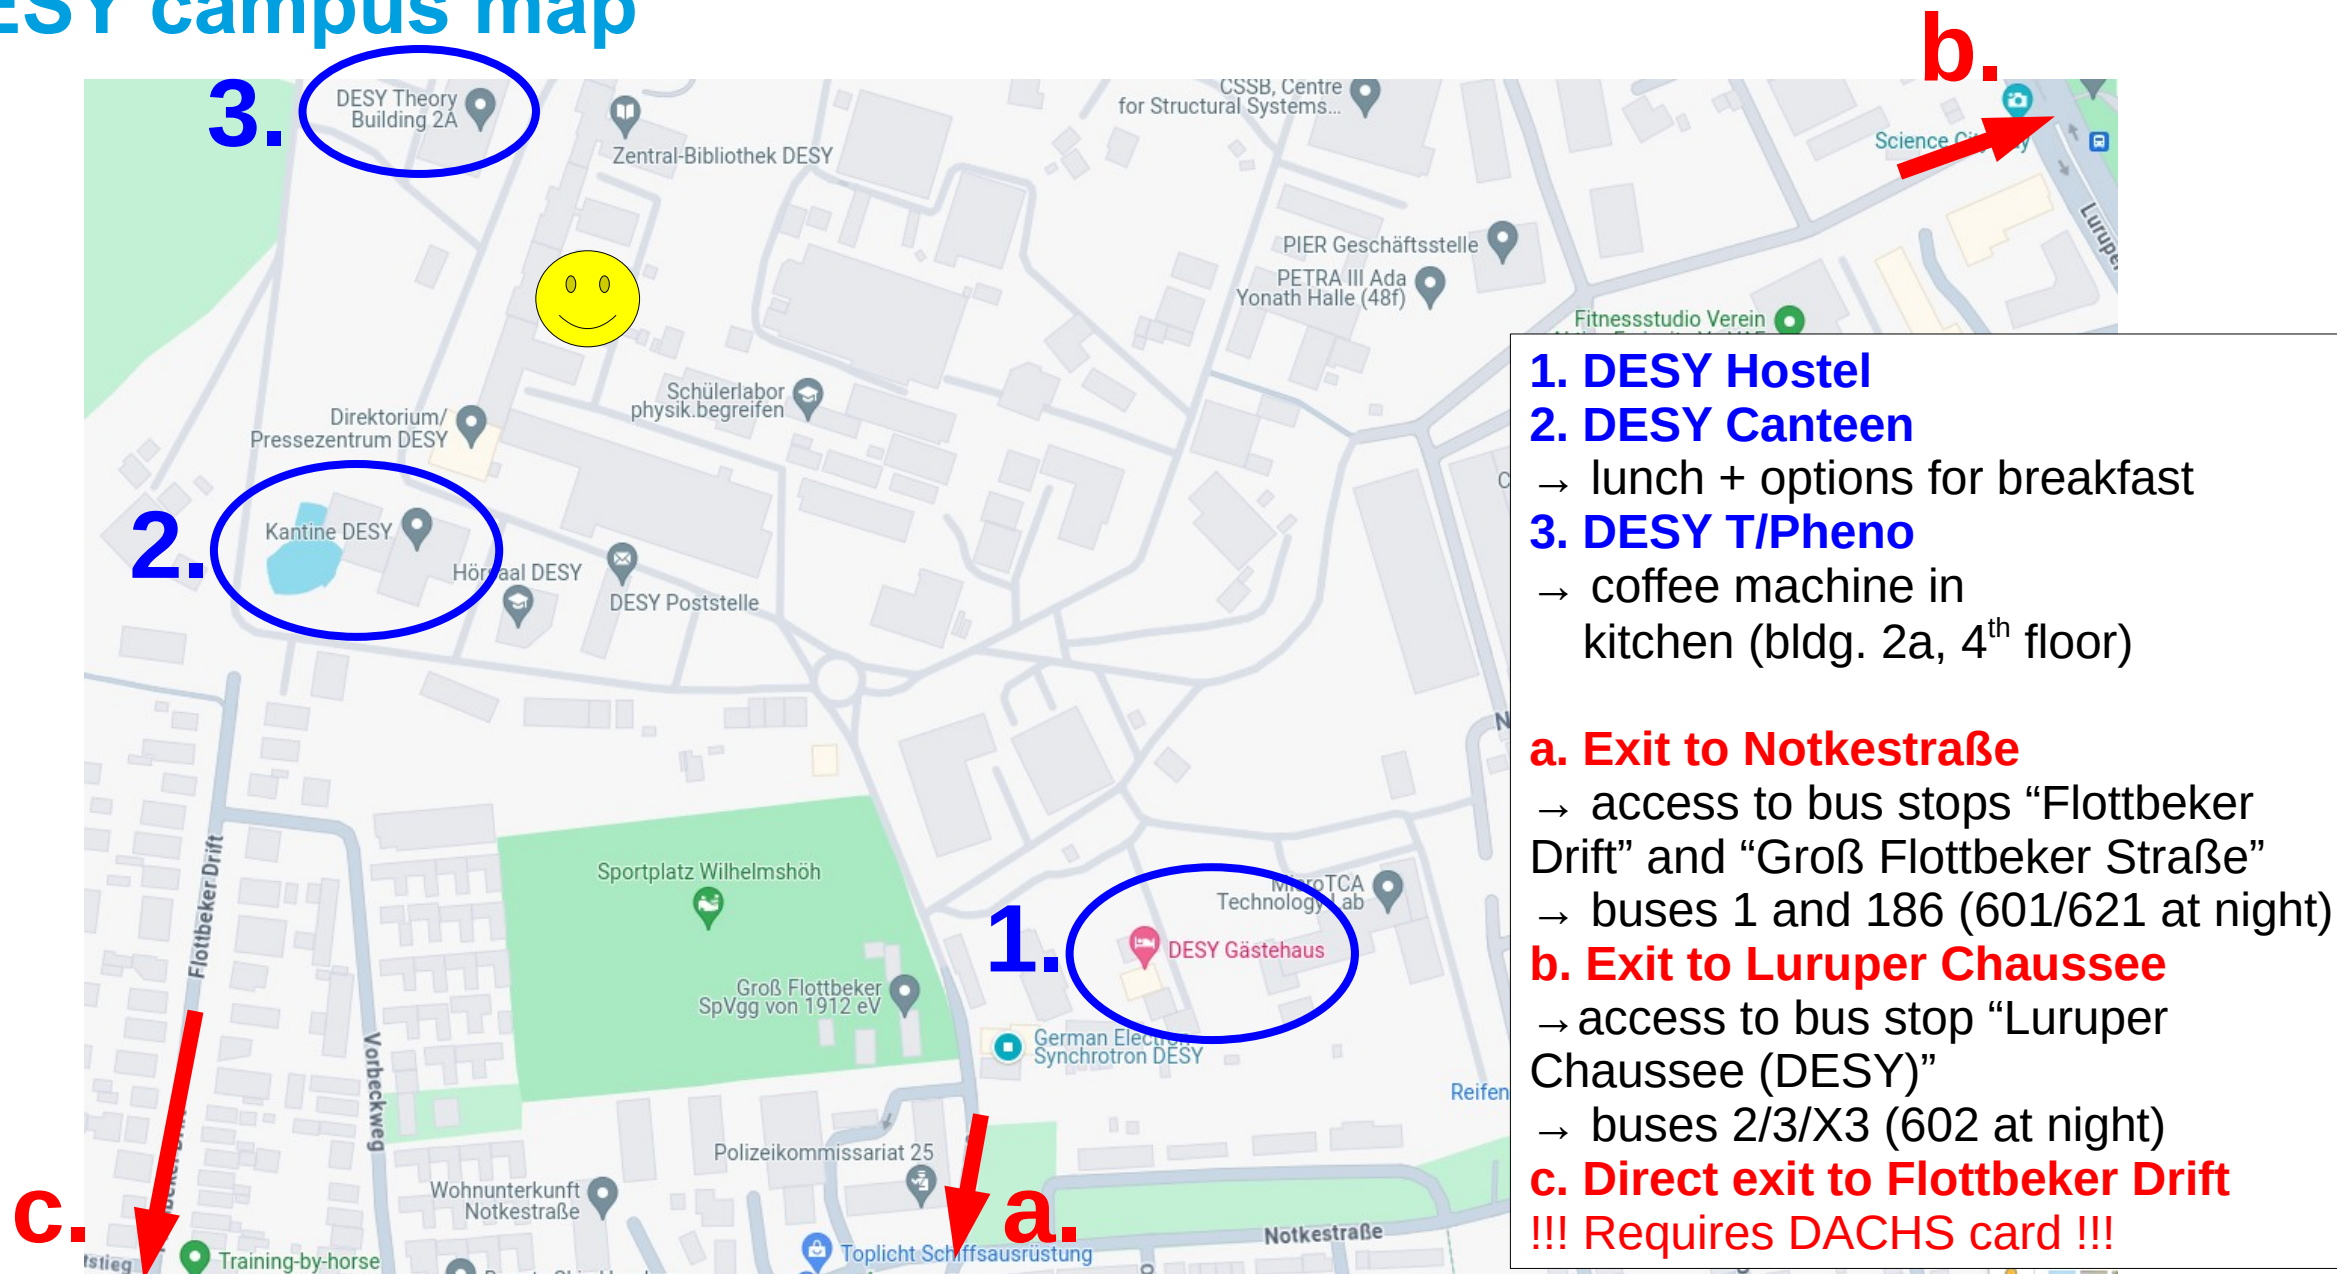 ESY campus map
b.
3.
DESY Theory
Building 2A
Zentral-Bibliothek DESY
CSSB, Centre
for Structural Systems...
Science
PIER Geschäftsstelle
PETRA III Ada
Yonath Halle (48f)
Luruper
Fitnessstudio Verein
Schülerlabor
physik.begreifen
Direktorium/
Pressezentrum DESY
2.
Kantine DESY
Hörsaal DESY
DESY Poststelle
Flottbeker Drift
Sportplatz Wilhelmshöh
Groß Flottbeker
SpVgg von 1912 eV
1.
MicroTCA
Technology Lab
DESY Gästehaus
German Electron
Synchrotron DESY
Vorbeckweg
Reifen
Polizeikommissariat 25
Wohnunterkunft
Notkestraße
c.
a.
Notkestraße
Toplicht Schiffsausrüstung
tstieg
Training-by-horse
1. DESY Hostel
2. DESY Canteen
→ lunch + options for breakfast
3. DESY T/Pheno
→ coffee machine in
kitchen (bldg. 2a, 4th floor)
a. Exit to Notkestraße
→ access to bus stops “Flottbeker
Drift” and “Groß Flottbeker Straße”
→ buses 1 and 186 (601/621 at night)
b. Exit to Luruper Chaussee
→access to bus stop “Luruper
Chaussee (DESY)”
→ buses 2/3/X3 (602 at night)
c. Direct exit to Flottbeker Drift
!!! Requires DACHS card !!!